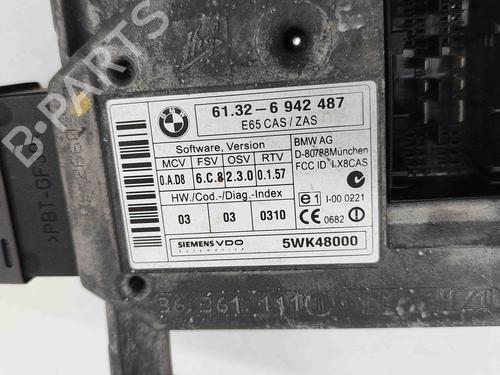 BMW
61.32- 6 942 487
E65 CAS / ZAS
Software, Version
MCV FSV OSV RTV
0.A.D8 6.C.8 2.3.0 0.1.57
HW./Cod.-/Diag.-Index
03 03 0310
BMW AG
D-80788München
FCC ID LX8CAS
e1 I-00 0221
CE 0682
SIEMENS VDO
Automotive
5WK48000
B-PARTS